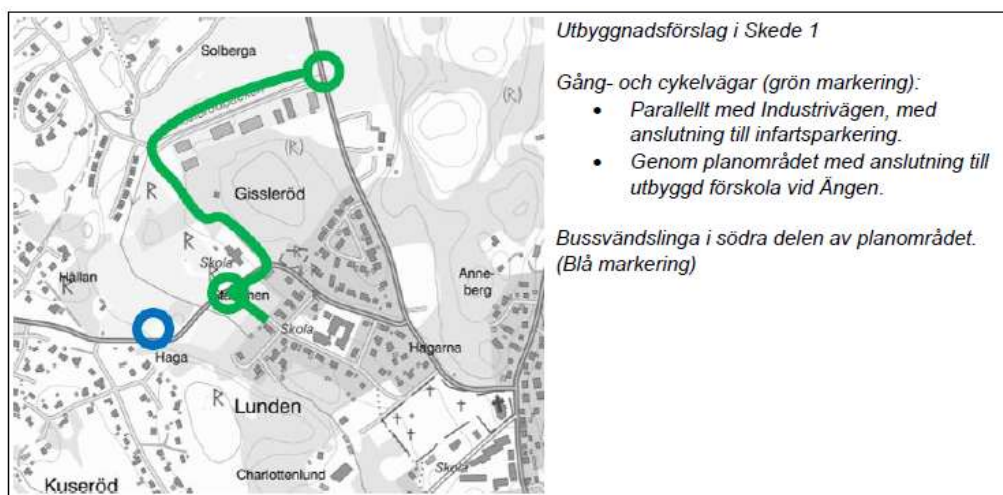 Utbyggnadsförslag i Skede 1
Gång- och cykelvägar (grön markering):
• Parallellt med Industrivägen, med
anslutning till infartsparkering.
• Genom planområdet med anslutning till
utbyggd förskola vid Ängen.
Bussvändslinga i södra delen av planområdet.
(Blå markering)
Solberga
(R)
(R)
R
Gissleröd
R
R
Skola
R
Hällan
R
Anne-
berg
Skola
Haga
Hagarna
R
Lunden
Skola
Charlottenlund
Kuseröd